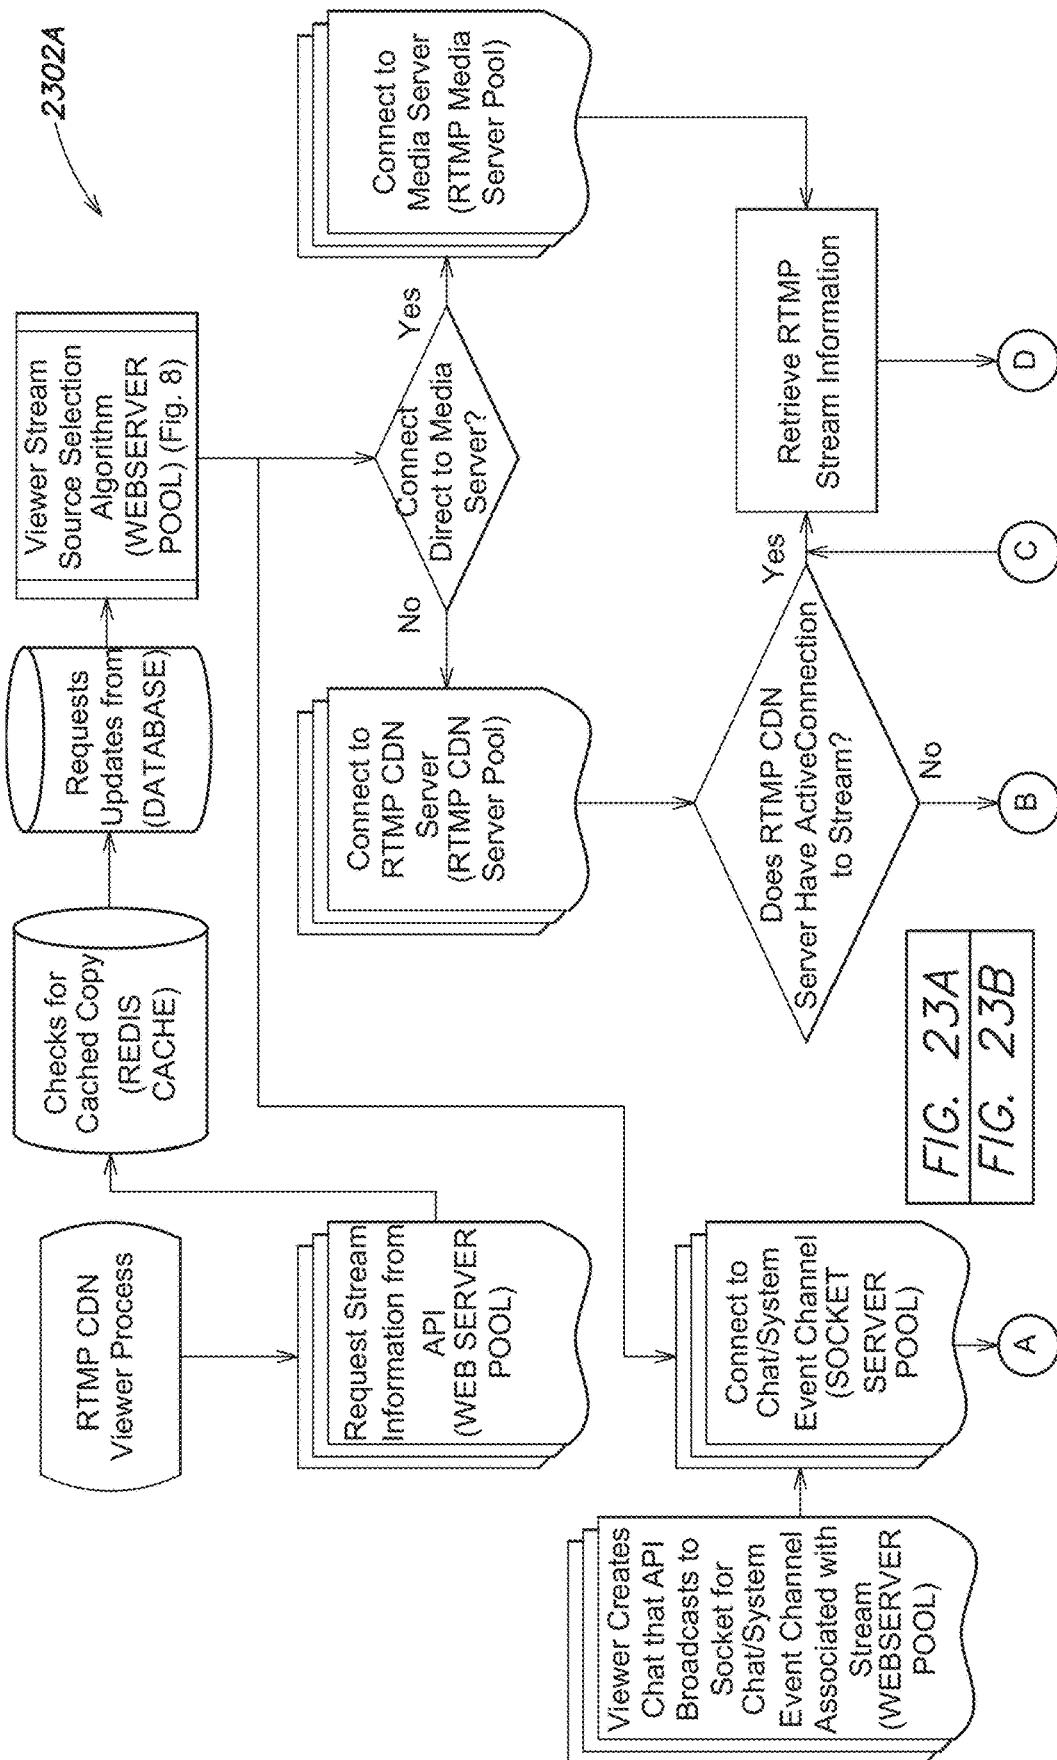 2302A
RTMP CDN
Viewer Process
Request Stream
Information from
API
(WEB SERVER
POOL)
Checks for
Cached Copy
(REDIS
CACHE)
Requests
Updates from
(DATABASE)
Viewer Stream
Source Selection
Algorithm
(WEBSERVER
POOL) (Fig. 8)
Connect
Direct to Media
Server?
No
Yes
Connect to
RTMP CDN
Server
(RTMP CDN
Server Pool)
Connect to
Media Server
(RTMP Media
Server Pool)
Viewer Creates
Chat that API
Broadcasts to
Socket for
Chat/System
Event Channel
Associated with
Stream
(WEBSERVER
POOL)
Connect to
Chat/System
Event Channel
(SOCKET
SERVER
POOL)
Does RTMP CDN
Server Have ActiveConnection
to Stream?
Yes
No
Retrieve RTMP
Stream Information
A
B
C
D
FIG. 23A
FIG. 23B